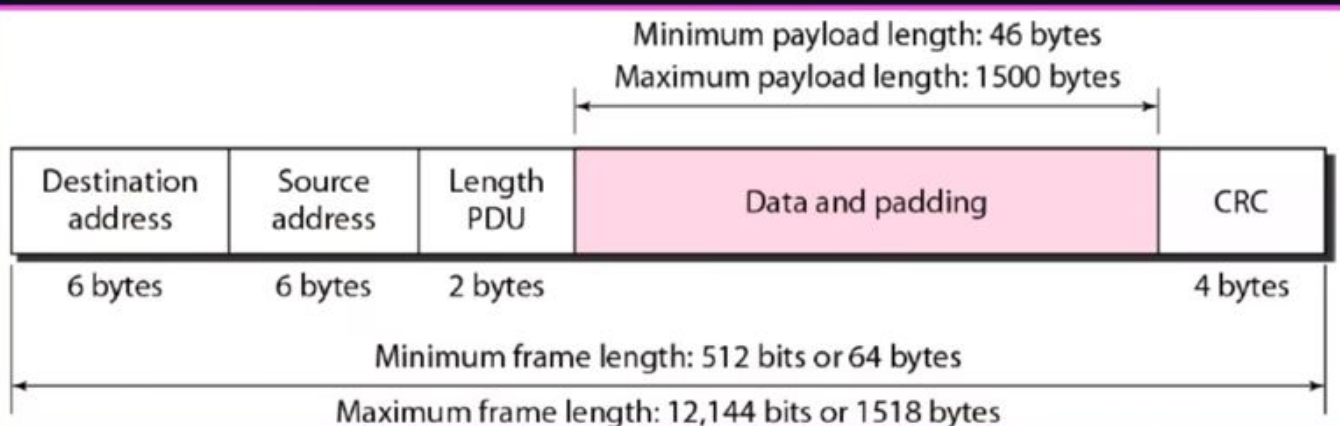 Minimum payload length: 46 bytes
Maximum payload length: 1500 bytes
Destination
address
Source
address
Length
PDU
Data and padding
CRC
6 bytes
6 bytes
2 bytes
4 bytes
Minimum frame length: 512 bits or 64 bytes
Maximum frame length: 12,144 bits or 1518 bytes